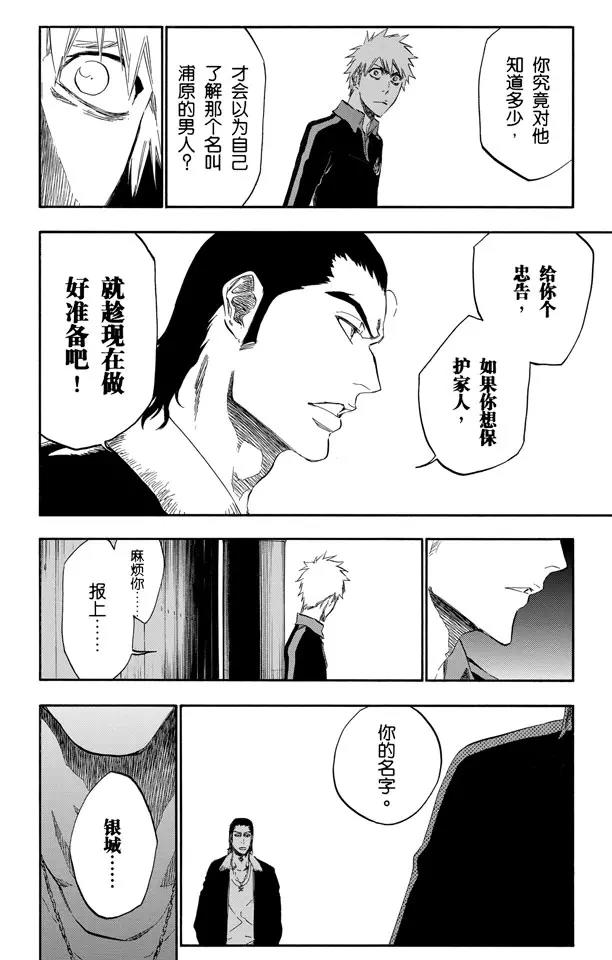 你究竟对他
知道多少，
才会以为自己
了解那个名叫
浦原的男人？
给你个
忠告，
如果你想保
护家人，
就趁现在做
好准备吧！
麻烦你…
报上……
你的名字。
银城……